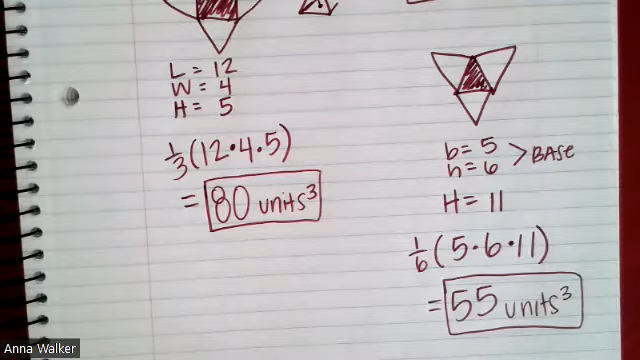 L = 12
W = 4
H = 5
1/3(12•4•5)
= 80 units³
b = 5
h = 6 > BASE
H = 11
1/6(5•6•11)
= 55 units³
Anna Walker